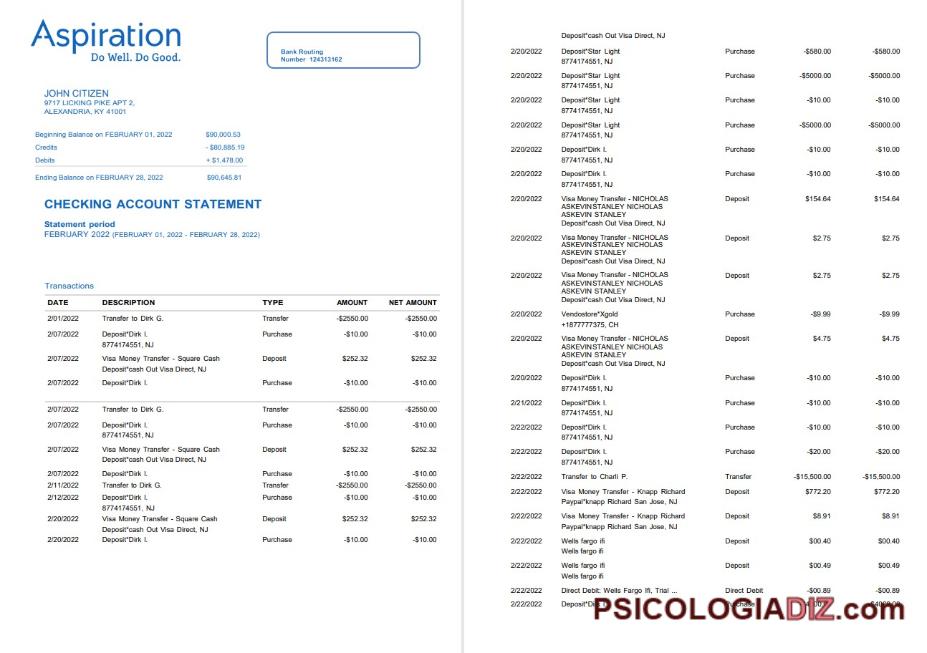 Aspiration
Do Well. Do Good.
Bank Routing
Number 124313162
JOHN CITIZEN
9717 LICKING PIKE APT 2,
ALEXANDRIA, KY 41001
Beginning Balance on FEBRUARY 01, 2022 $90,000.53
Credits - $80,885.19
Debits + $1,478.00
Ending Balance on FEBRUARY 28, 2022 $90,645.81
CHECKING ACCOUNT STATEMENT
Statement period
FEBRUARY 2022 (FEBRUARY 01, 2022 - FEBRUARY 28, 2022)
Transactions
DATE DESCRIPTION TYPE AMOUNT NET AMOUNT
2/01/2022 Transfer to Dirk G. Transfer -$2550.00 -$2550.00
2/07/2022 Deposit*Dirk I. Purchase -$10.00 -$10.00
8774174551, NJ
2/07/2022 Visa Money Transfer - Square Cash Deposit $252.32 $252.32
Deposit*cash Out Visa Direct, NJ
2/07/2022 Deposit*Dirk I. Purchase -$10.00 -$10.00
2/07/2022 Transfer to Dirk G. Transfer -$2550.00 -$2550.00
2/07/2022 Deposit*Dirk I. Purchase -$10.00 -$10.00
8774174551, NJ
2/07/2022 Visa Money Transfer - Square Cash Deposit $252.32 $252.32
Deposit*cash Out Visa Direct, NJ
2/07/2022 Deposit*Dirk I. Purchase -$10.00 -$10.00
2/11/2022 Transfer to Dirk G. Transfer -$2550.00 -$2550.00
2/12/2022 Deposit*Dirk I. Purchase -$10.00 -$10.00
8774174551, NJ
2/20/2022 Visa Money Transfer - Square Cash Deposit $252.32 $252.32
Deposit*cash Out Visa Direct, NJ
2/20/2022 Deposit*Dirk I. Purchase -$10.00 -$10.00
Deposit*cash Out Visa Direct, NJ
2/20/2022 Deposit*Star Light Purchase -$580.00 -$580.00
8774174551, NJ
2/20/2022 Deposit*Star Light Purchase -$5000.00 -$5000.00
8774174551, NJ
2/20/2022 Deposit*Star Light Purchase -$10.00 -$10.00
8774174551, NJ
2/20/2022 Deposit*Star Light Purchase -$5000.00 -$5000.00
8774174551, NJ
2/20/2022 Deposit*Dirk I. Purchase -$10.00 -$10.00
8774174551, NJ
2/20/2022 Deposit*Dirk I. Purchase -$10.00 -$10.00
8774174551, NJ
2/20/2022 Visa Money Transfer - NICHOLAS Deposit $154.64 $154.64
ASKEVINSTANLEY NICHOLAS
ASKEVIN STANLEY
Deposit*cash Out Visa Direct, NJ
2/20/2022 Visa Money Transfer - NICHOLAS Deposit $2.75 $2.75
ASKEVINSTANLEY NICHOLAS
ASKEVIN STANLEY
Deposit*cash Out Visa Direct, NJ
2/20/2022 Visa Money Transfer - NICHOLAS Deposit $2.75 $2.75
ASKEVINSTANLEY NICHOLAS
ASKEVIN STANLEY
Deposit*cash Out Visa Direct, NJ
2/20/2022 Vendostore*Xgold Purchase -$9.99 -$9.99
+1877777375, CH
2/20/2022 Visa Money Transfer - NICHOLAS Deposit $4.75 $4.75
ASKEVINSTANLEY NICHOLAS
ASKEVIN STANLEY
Deposit*cash Out Visa Direct, NJ
2/20/2022 Deposit*Dirk I. Purchase -$10.00 -$10.00
8774174551, NJ
2/21/2022 Deposit*Dirk I. Purchase -$10.00 -$10.00
8774174551, NJ
2/22/2022 Deposit*Dirk I. Purchase -$10.00 -$10.00
8774174551, NJ
2/22/2022 Deposit*Dirk I. Purchase -$20.00 -$20.00
8774174551, NJ
2/22/2022 Transfer to Charli P. Transfer -$15,500.00 -$15,500.00
2/22/2022 Visa Money Transfer - Knapp Richard Deposit $772.20 $772.20
Paypal*knapp Richard San Jose, NJ
2/22/2022 Visa Money Transfer - Knapp Richard Deposit $8.91 $8.91
Paypal*knapp Richard San Jose, NJ
2/22/2022 Wells fargo ifi Deposit $00.40 $00.40
Wells fargo ifi
2/22/2022 Wells fargo ifi Deposit $00.49 $00.49
Wells fargo ifi
2/22/2022 Direct Debit: Wells Fargo Ifi, Trial ... Direct Debit -$00.89 -$00.89
2/22/2022
PSICOLOGIADIZ.com